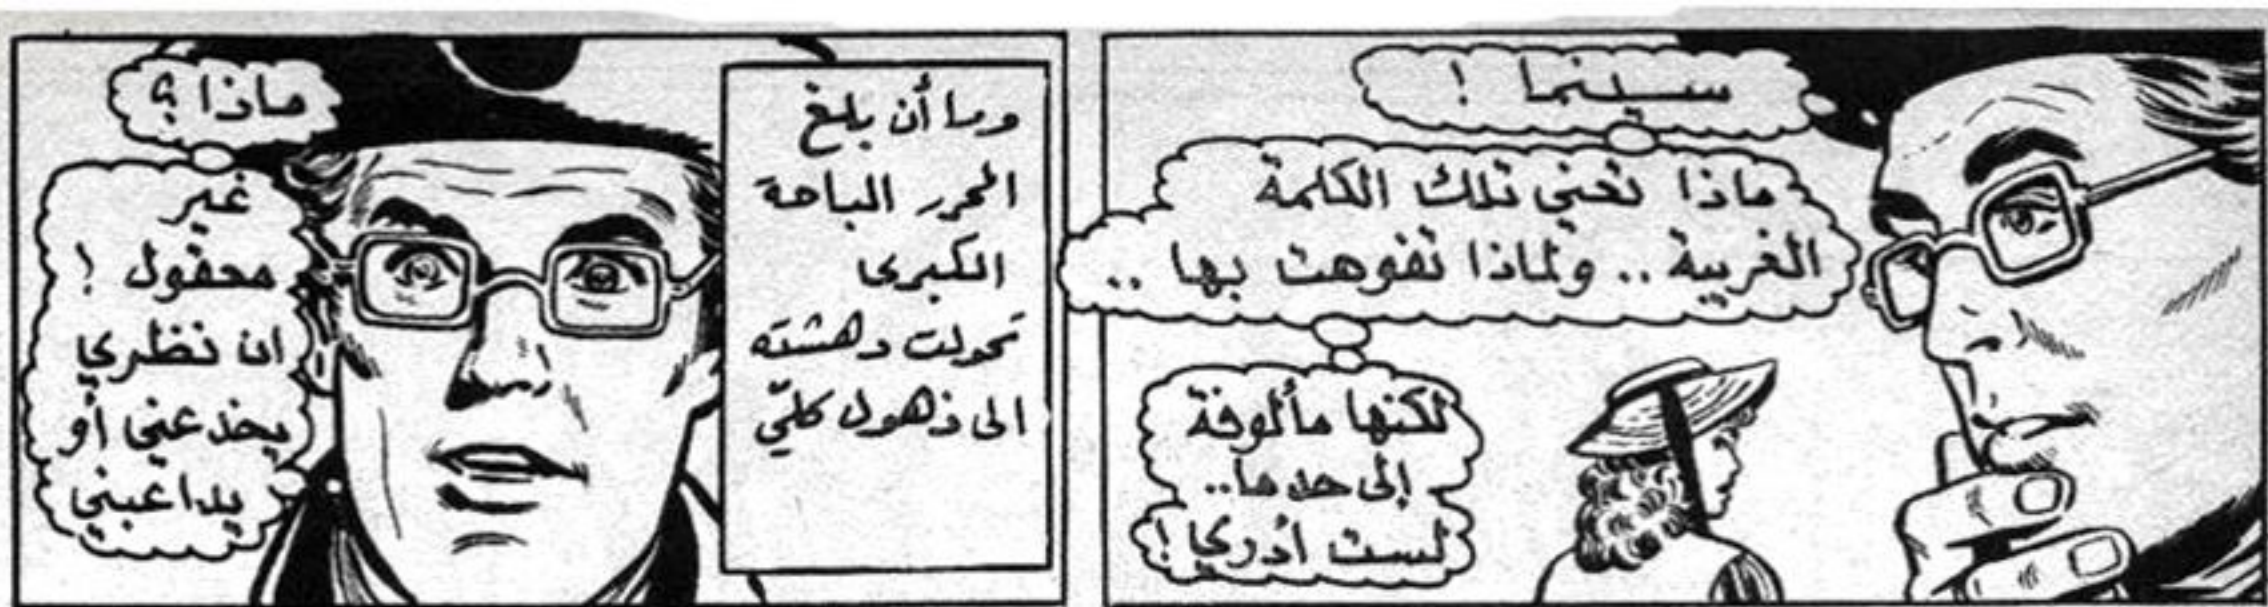 سينما !
ماذا تعني تلك الكلمة
الغريبة .. ولماذا تفوهت بها ..
لكنها مألوفة
إلى حد ما..
لست أدري !
وما أن بلغ
المحرر الباحة
الكبرى
تحولت دهشته
الى ذهول كليّ
ماذا ؟
غير
معقول !
ان نظري
يخدعني أو
يداعبني